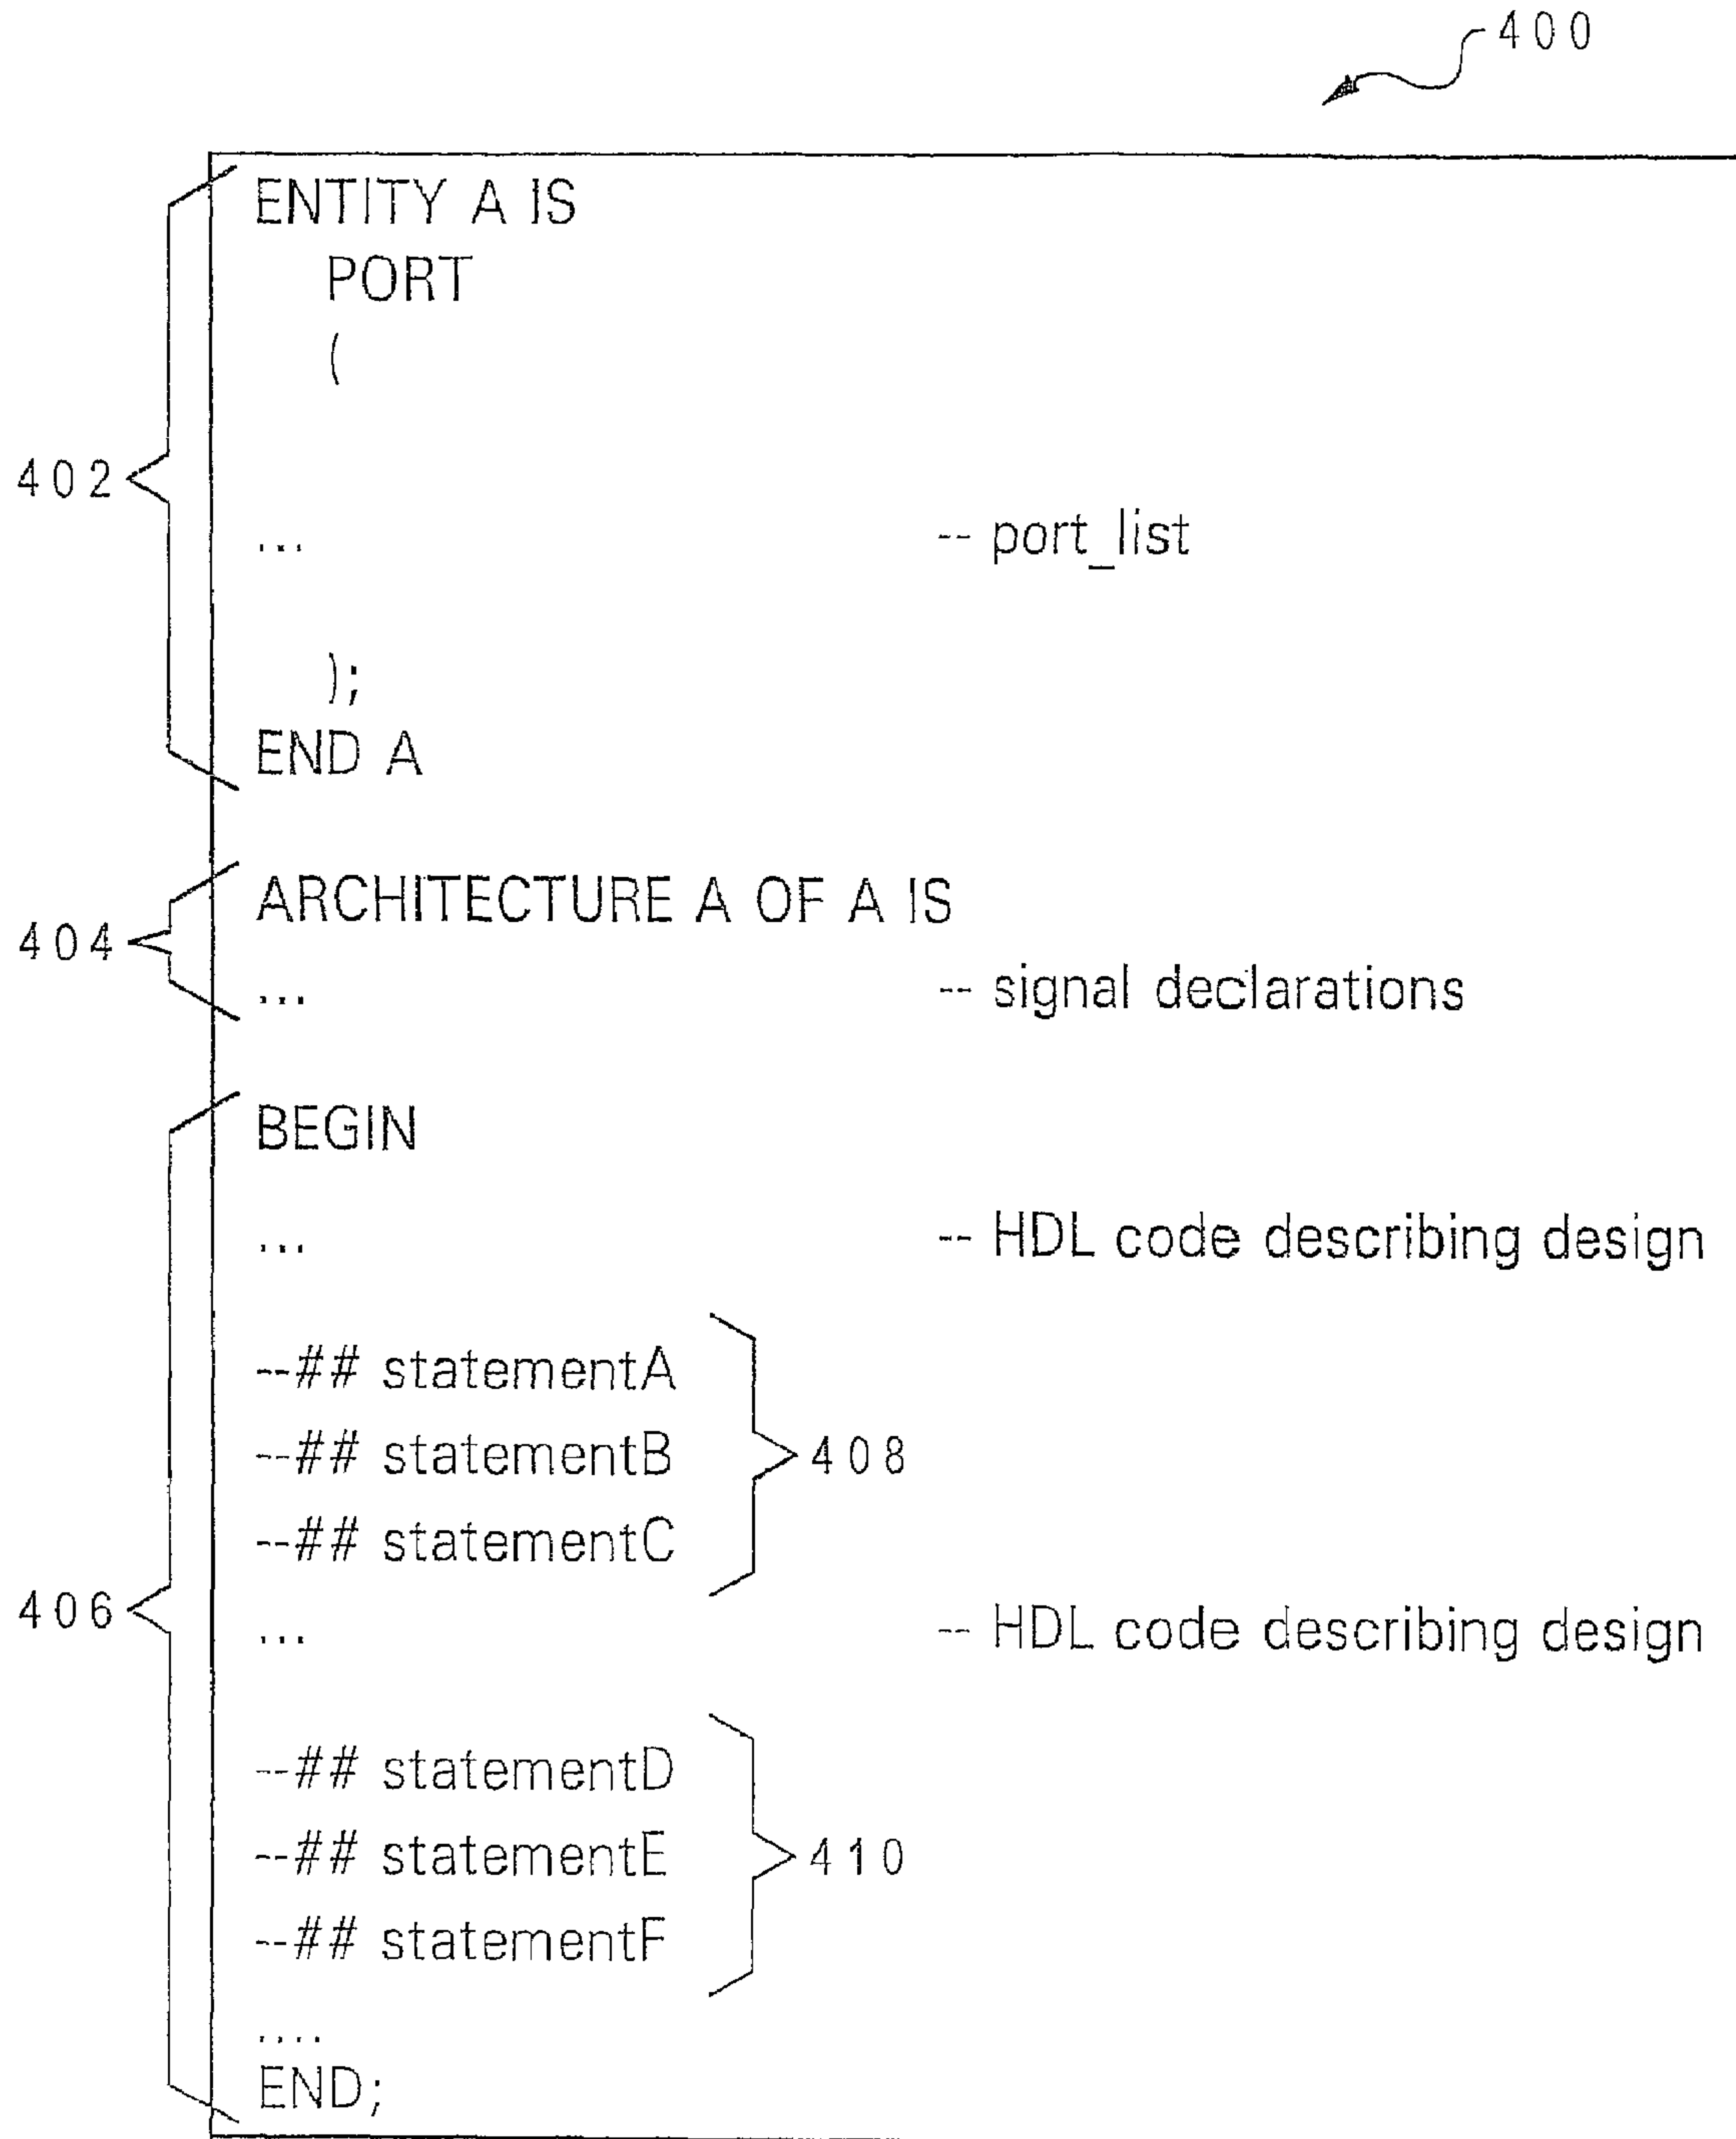 400
ENTITY A IS
PORT
(
402
... -- port_list
);
END A
ARCHITECTURE A OF A IS
404
... -- signal declarations
BEGIN
... -- HDL code describing design
--## statementA
--## statementB 408
--## statementC
406
... -- HDL code describing design
--## statementD
--## statementE 410
--## statementF
....
END;